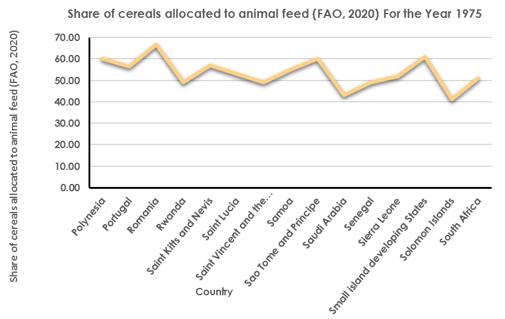 Share of cereals allocated to animal feed (FAO, 2020) For the Year 1975
Share of cereals allocated to animal feed (FAO, 2020)
70.00
60.00
50.00
40.00
30.00
20.00
10.00
0.00
Polynesia
Portugal
Romania
Rwanda
Saint Kitts and Nevis
Saint Lucia
Saint Vincent and the...
Samoa
Sao Tome and Principe
Saudi Arabia
Senegal
Sierra Leone
Small island developing States
Solomon Islands
South Africa
Country